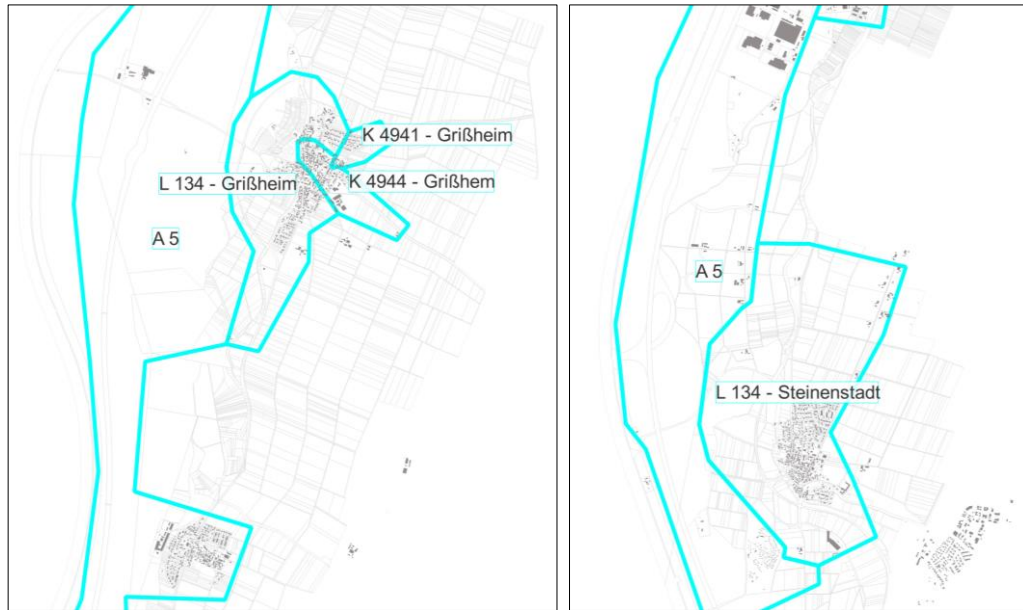 K 4941 - Grißheim
L 134 - Grißheim
K 4944 - Grißhem
A 5
A 5
L 134 - Steinenstadt